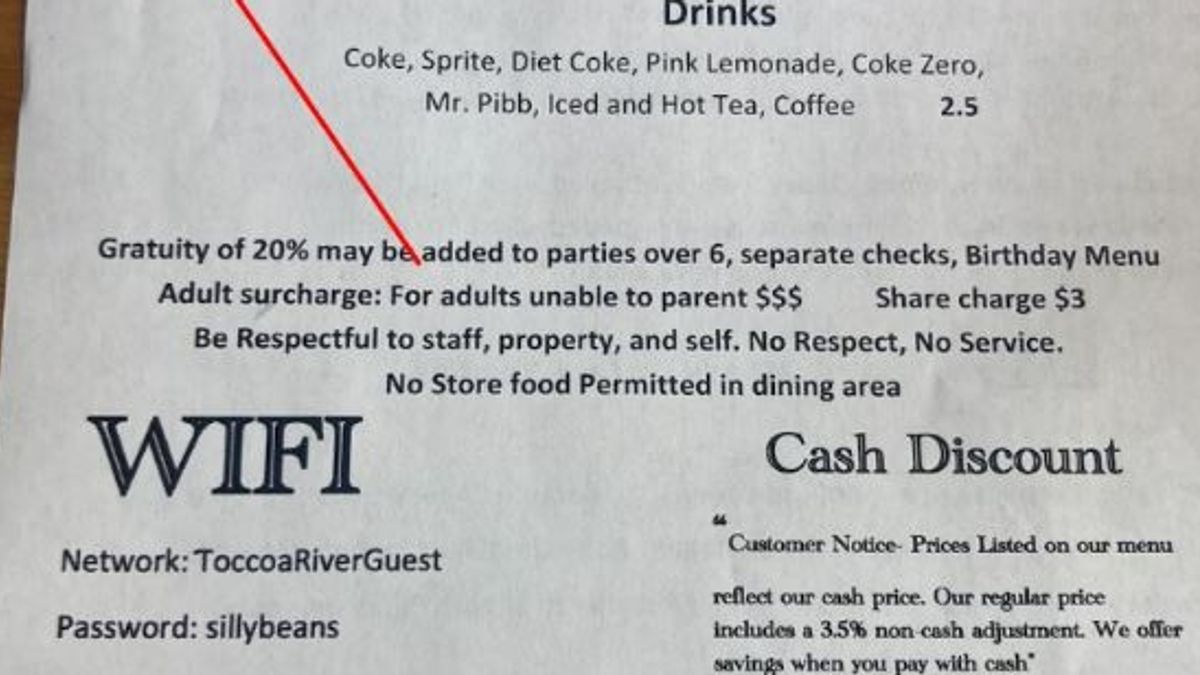 Drinks
Coke, Sprite, Diet Coke, Pink Lemonade, Coke Zero,
Mr. Pibb, Iced and Hot Tea, Coffee 2.5
Gratuity of 20% may be added to parties over 6, separate checks, Birthday Menu
Adult surcharge: For adults unable to parent $$$ Share charge $3
Be Respectful to staff, property, and self. No Respect, No Service.
No Store food Permitted in dining area
WIFI
Network: ToccoaRiverGuest
Password: sillybeans
Cash Discount
“Customer Notice- Prices Listed on our menu
reflect our cash price. Our regular price
includes a 3.5% non-cash adjustment. We offer
savings when you pay with cash"